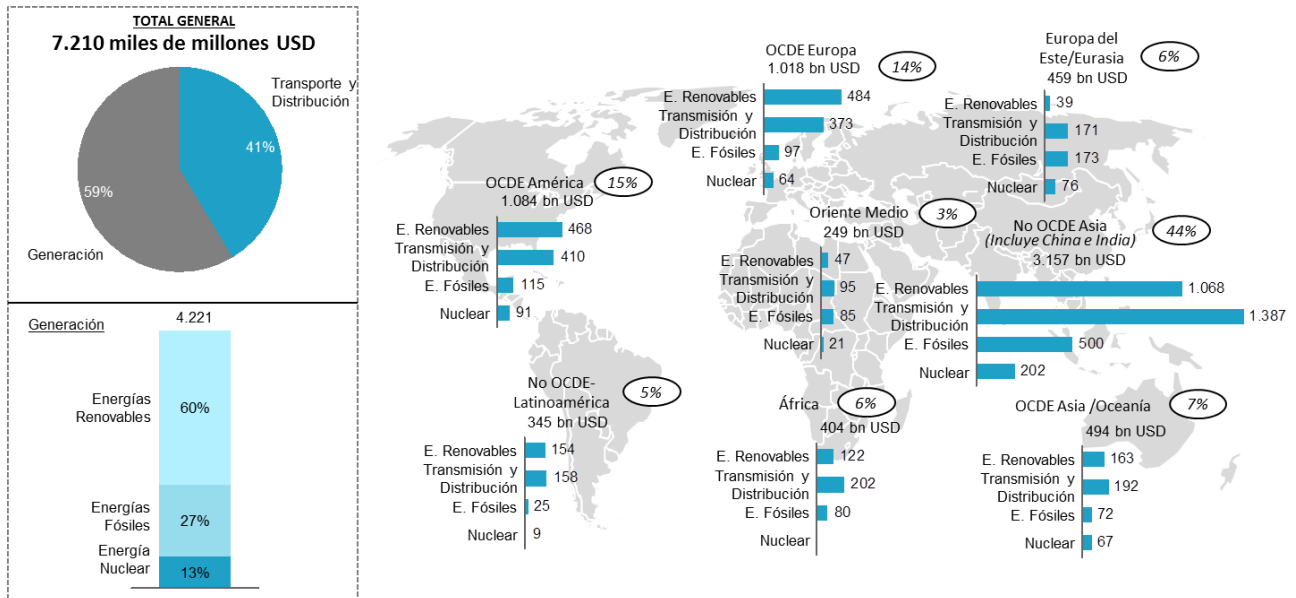 TOTAL GENERAL
7.210 miles de millones USD
Transporte y
Distribución
41%
59%
Generación
Generación
4.221
Energías
Renovables
60%
Energías
Fósiles
27%
Energía
Nuclear
13%
OCDE Europa
1.018 bn USD
14%
E. Renovables
484
Transmisión y
Distribución
373
E. Fósiles
97
Nuclear
64
Europa del
Este/Eurasia
459 bn USD
6%
E. Renovables
39
Transmisión y
Distribución
171
E. Fósiles
173
Nuclear
76
OCDE América
1.084 bn USD
15%
E. Renovables
468
Transmisión y
Distribución
410
E. Fósiles
115
Nuclear
91
Oriente Medio
249 bn USD
3%
E. Renovables
47
Transmisión y
Distribución
95
E. Fósiles
85
Nuclear
21
No OCDE Asia
(Incluye China e India)
3.157 bn USD
44%
E. Renovables
1.068
Transmisión y
Distribución
1.387
E. Fósiles
500
Nuclear
202
No OCDE-
Latinoamérica
345 bn USD
5%
E. Renovables
154
Transmisión y
Distribución
158
E. Fósiles
25
Nuclear
9
África
404 bn USD
6%
E. Renovables
122
Transmisión y
Distribución
202
E. Fósiles
80
Nuclear
OCDE Asia /Oceanía
494 bn USD
7%
E. Renovables
163
Transmisión y
Distribución
192
E. Fósiles
72
Nuclear
67